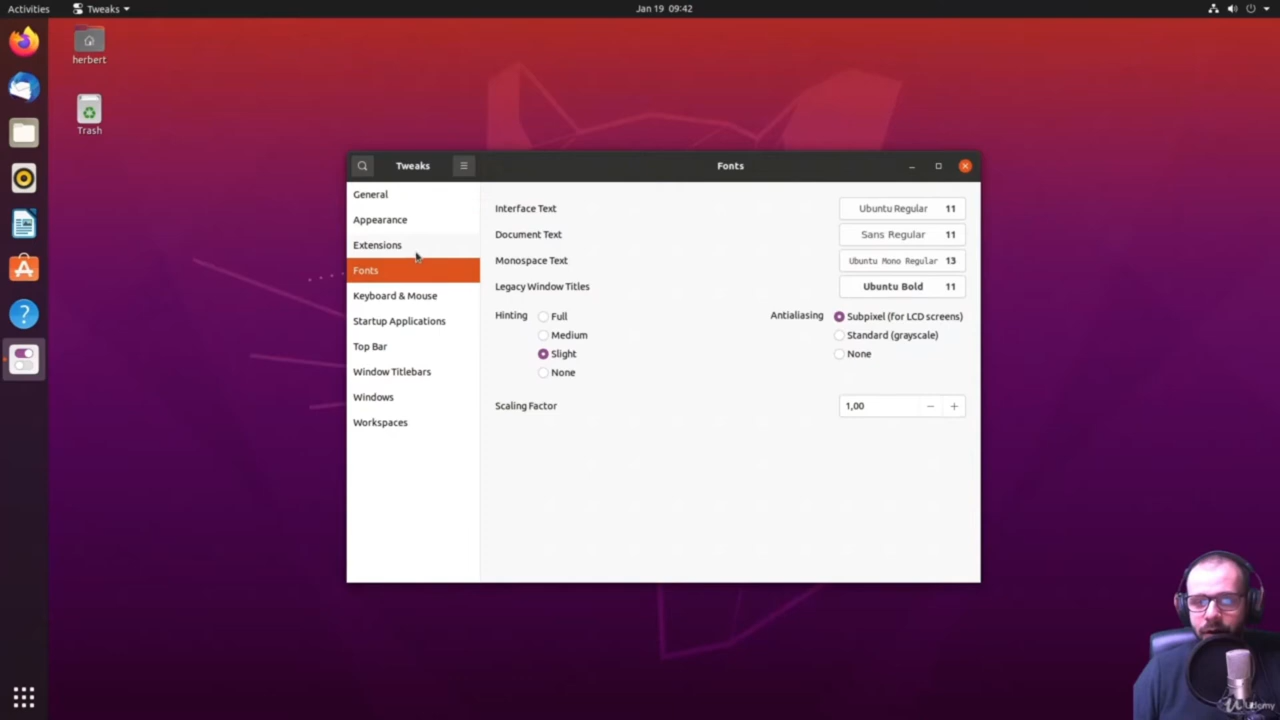 Activities
Tweaks
Jan 19 09:42
herbert
Trash
Tweaks
Fonts
General
Appearance
Extensions
Fonts
Keyboard & Mouse
Startup Applications
Top Bar
Window Titlebars
Windows
Workspaces
Interface Text
Ubuntu Regular 11
Document Text
Sans Regular 11
Monospace Text
Ubuntu Mono Regular 13
Legacy Window Titles
Ubuntu Bold 11
Hinting
Full
Medium
Slight
None
Antialiasing
Subpixel (for LCD screens)
Standard (grayscale)
None
Scaling Factor
1,00
Udemy